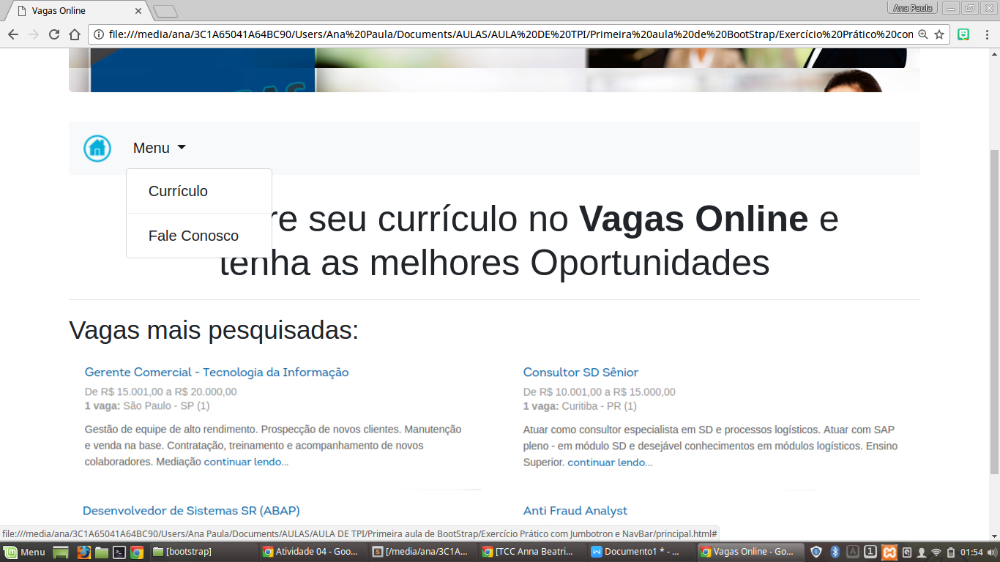 Vagas Online
Ana Paula
file:///media/ana/3C1A65041A64BC90/Users/Ana%20Paula/Documents/AULAS/AULA%20DE%20TPI/Primeira%20aula%20de%20BootStrap/Exercício%20Prático%20con
Menu
Currículo
Fale Conosco
re seu currículo no Vagas Online e
tenha as melhores Oportunidades
Vagas mais pesquisadas:
Gerente Comercial - Tecnologia da Informação
De R$ 15.001,00 a R$ 20.000,00
1 vaga: São Paulo - SP (1)
Gestão de equipe de alto rendimento. Prospecção de novos clientes. Manutenção
e venda na base. Contratação, treinamento e acompanhamento de novos
colaboradores. Mediação continuar lendo...
Consultor SD Sênior
De R$ 10.001,00 a R$ 15.000,00
1 vaga: Curitiba - PR (1)
Atuar como consultor especialista em SD e processos logísticos. Atuar com SAP
pleno - em módulo SD e desejável conhecimentos em módulos logísticos. Ensino
Superior. continuar lendo...
Desenvolvedor de Sistemas SR (ABAP)
Anti Fraud Analyst
file:///media/ana/3C1A65041A64BC90/Users/Ana Paula/Documents/AULAS/AULA DE TPI/Primeira aula de BootStrap/Exercício Prático com Jumbotron e NavBar/principal.html#
Menu
[bootstrap]
Atividade 04 - Goo...
[/media/ana/3C1A...
[TCC Anna Beatri...
Documento1 * - ...
Vagas Online - Go...
A
1
01:54